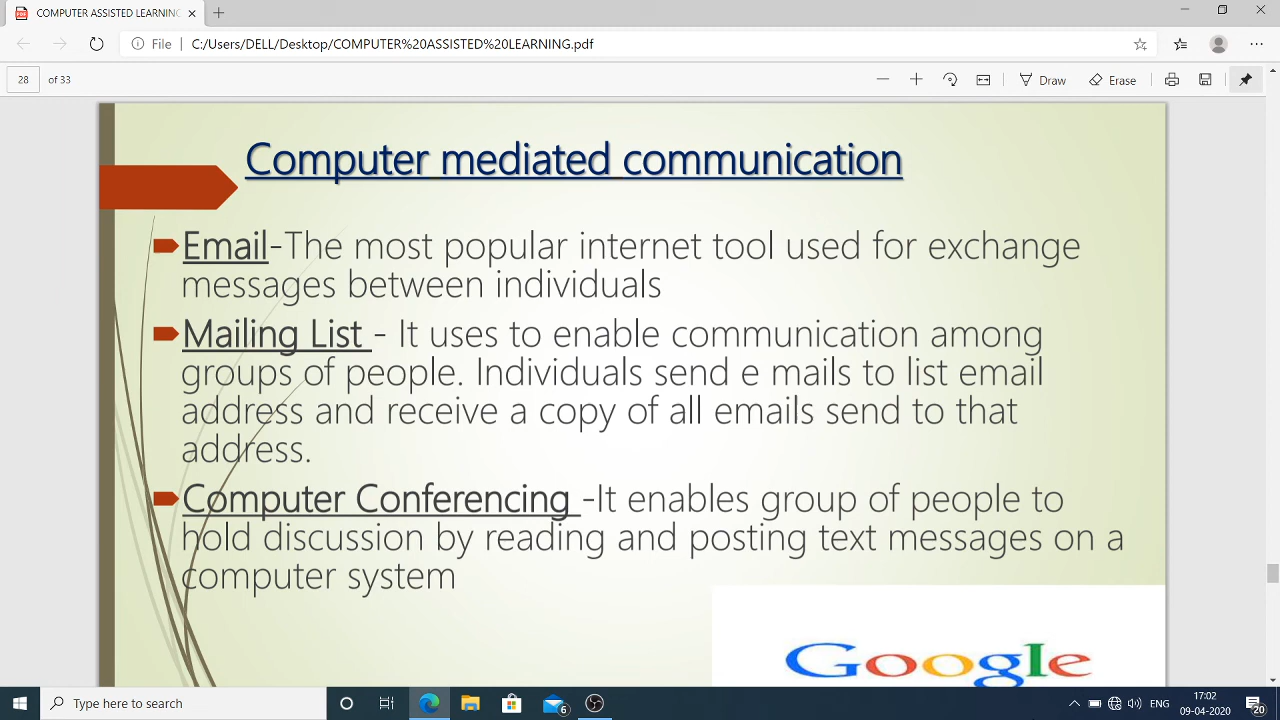 COMPUTER ASSISTED LEARNING
File | C:/Users/DELL/Desktop/COMPUTER%20ASSISTED%20LEARNING.pdf
28 of 33
Draw
Erase
Computer mediated communication
Email-The most popular internet tool used for exchange
messages between individuals
Mailing List - It uses to enable communication among
groups of people. Individuals send e mails to list email
address and receive a copy of all emails send to that
address.
Computer Conferencing -It enables group of people to
hold discussion by reading and posting text messages on a
computer system
Google
Type here to search
6
ENG
17:02
09-04-2020
20